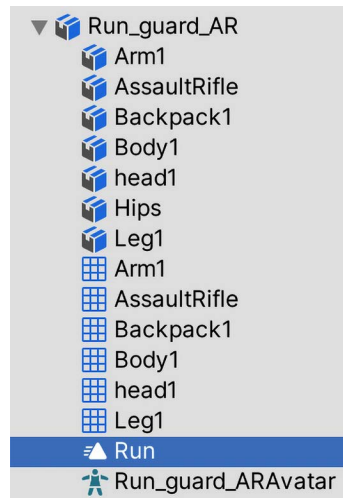 Run_guard_AR
Arm1
AssaultRifle
Backpack1
Body1
head1
Hips
Leg1
Arm1
AssaultRifle
Backpack1
Body1
head1
Leg1
Run
Run_guard_ARAvatar